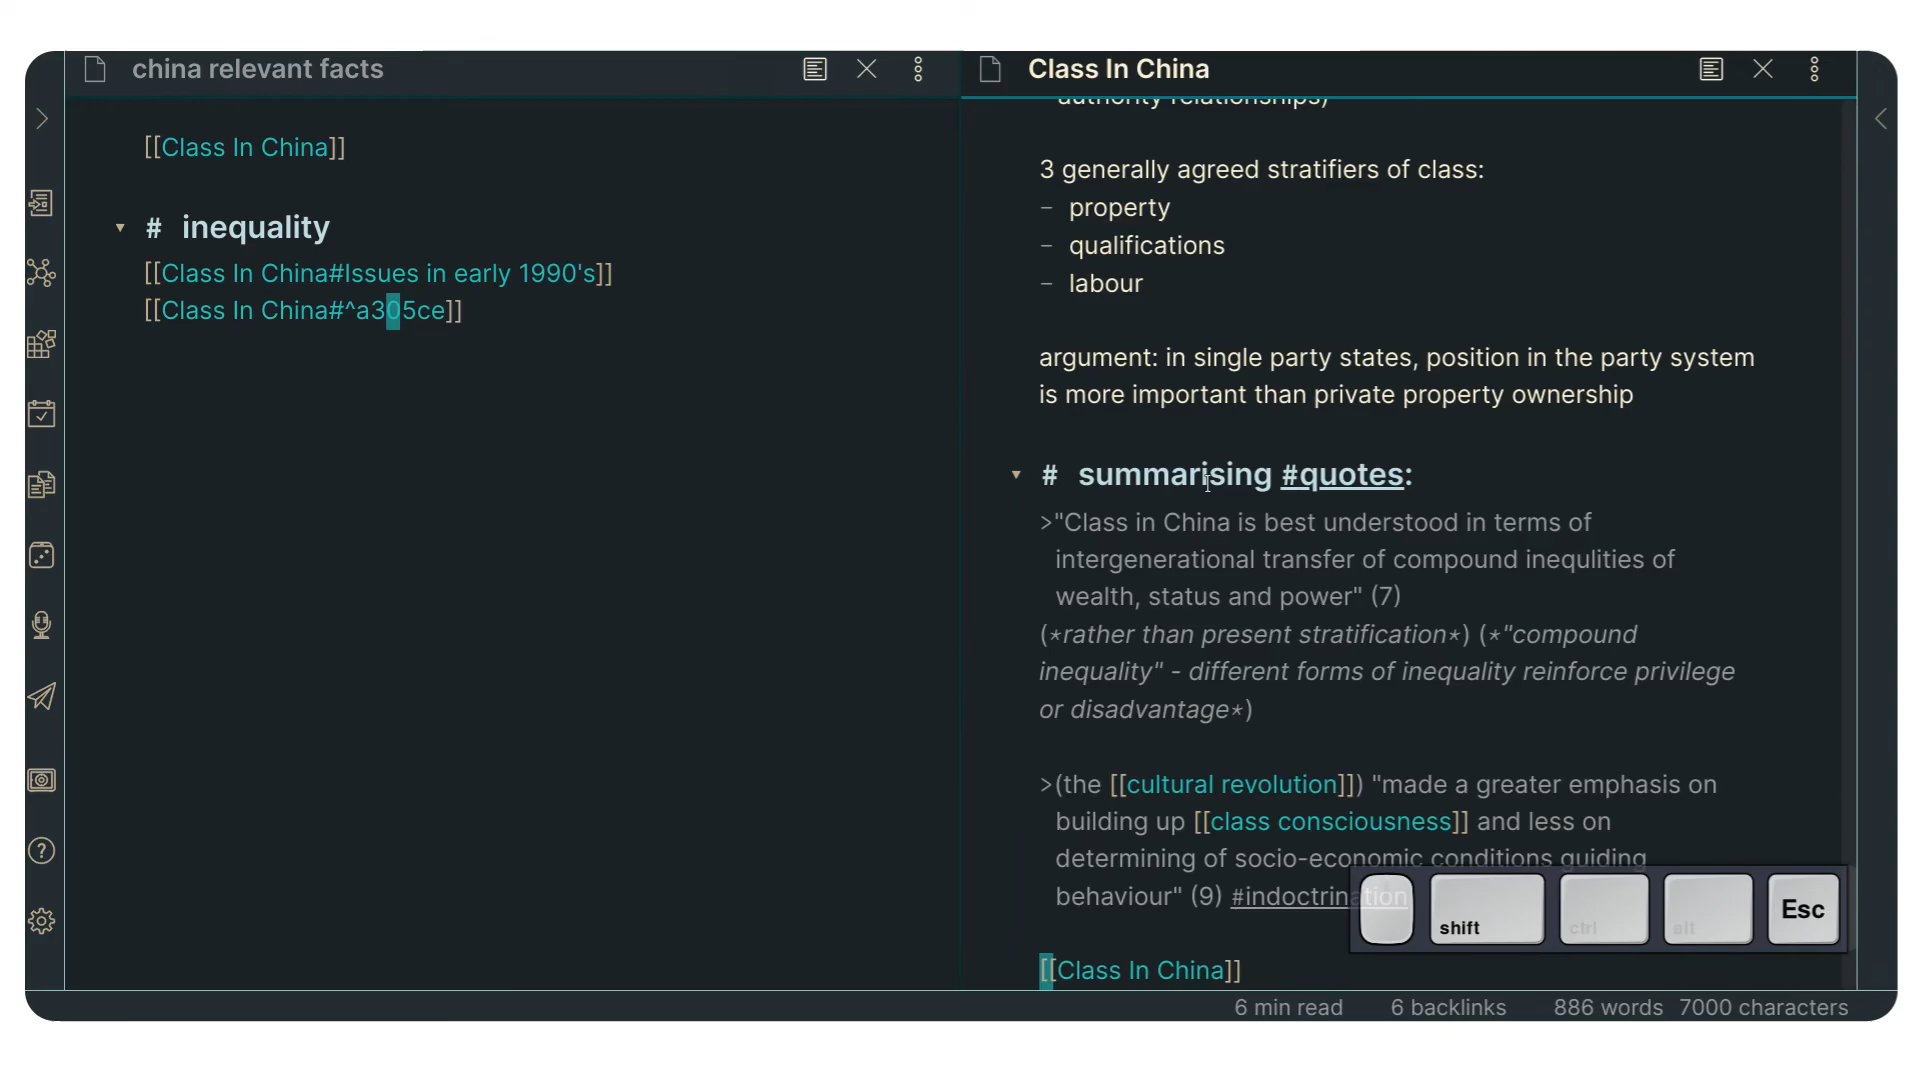 china relevant facts
[[Class In China]]
# inequality
[[Class In China#Issues in early 1990's]]
[[Class In China#^a305ce]]
Class In China
authority relationships)
3 generally agreed stratifiers of class:
- property
- qualifications
- labour
argument: in single party states, position in the party system
is more important than private property ownership
# summarising #quotes:
>"Class in China is best understood in terms of
intergenerational transfer of compound inequlities of
wealth, status and power" (7)
(*rather than present stratification*) (*"compound
inequality" - different forms of inequality reinforce privilege
or disadvantage*)
>(the [[cultural revolution]]) "made a greater emphasis on
building up [[class consciousness]] and less on
determining of socio-economic conditions guiding
behaviour" (9) #indoctrination
[[Class In China]]
shift ctrl alt Esc
6 min read 6 backlinks 886 words 7000 characters